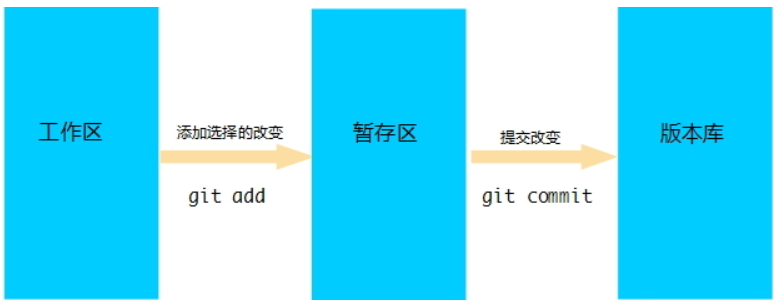 工作区
添加选择的改变
git add
暂存区
提交改变
git commit
版本库